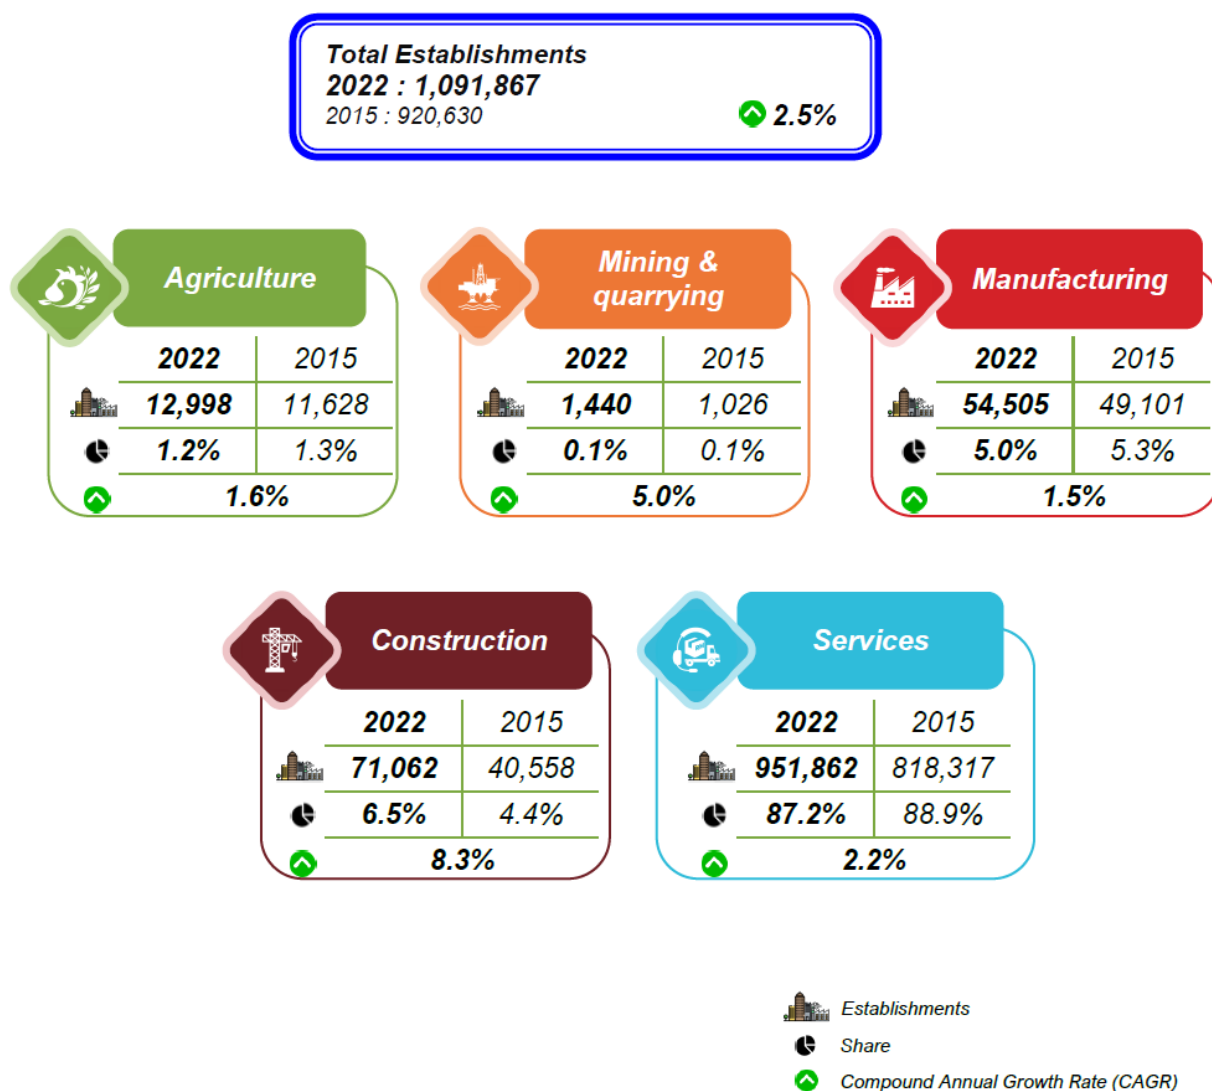 Total Establishments
2022 : 1,091,867
2015 : 920,630
2.5%
Agriculture
2022 2015
12,998 11,628
1.2% 1.3%
1.6%
Mining &
quarrying
2022 2015
1,440 1,026
0.1% 0.1%
5.0%
Manufacturing
2022 2015
54,505 49,101
5.0% 5.3%
1.5%
Construction
2022 2015
71,062 40,558
6.5% 4.4%
8.3%
Services
2022 2015
951,862 818,317
87.2% 88.9%
2.2%
Establishments
Share
Compound Annual Growth Rate (CAGR)